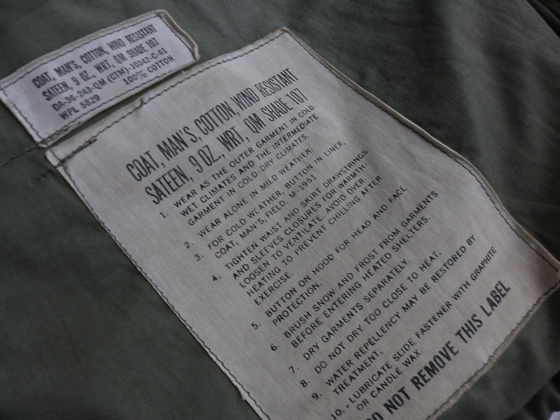 COAT, MAN'S, COTTON, WIND RESISTANT
SATEEN, 9 OZ., WRT, QM SHADE 107
DA-36-243-QM (CTM)-10342-E-61
WPL 5829 100% COTTON
COAT, MAN'S, COTTON, WIND RESISTANT
SATEEN, 9 OZ., WRT, QM SHADE 107
1. WEAR AS THE OUTER GARMENT IN COLD-
WET CLIMATES AND THE INTERMEDIATE
GARMENT IN COLD-DRY CLIMATES.
2. WEAR ALONE IN MILD WEATHER.
3. FOR COLD WEATHER, BUTTON IN LINER,
COAT, MAN'S, FIELD, M-1951
4. TIGHTEN WAIST AND SKIRT DRAWSTRINGS
AND SLEEVES CLOSURES FOR WARMTH-
LOOSEN TO VENTILATE. AVOID OVER
HEATING TO PREVENT CHILLING AFTER
EXERCISE.
5. BUTTON ON HOOD FOR HEAD AND FACE
PROTECTION.
6 BRUSH SNOW AND FROST FROM GARMENTS
BEFORE ENTERING HEATED SHELTERS.
7. DRY GARMENTS SEPARATELY.
8. DO NOT DRY TOO CLOSE TO HEAT.
9. WATER REPELLENCY MAY BE RESTORED BY
TREATMENT.
10. - LUBRICATE SLIDE FASTENER WITH GRAPHITE
OR CANDLE WAX.
NOT REMOVE THIS LABEL